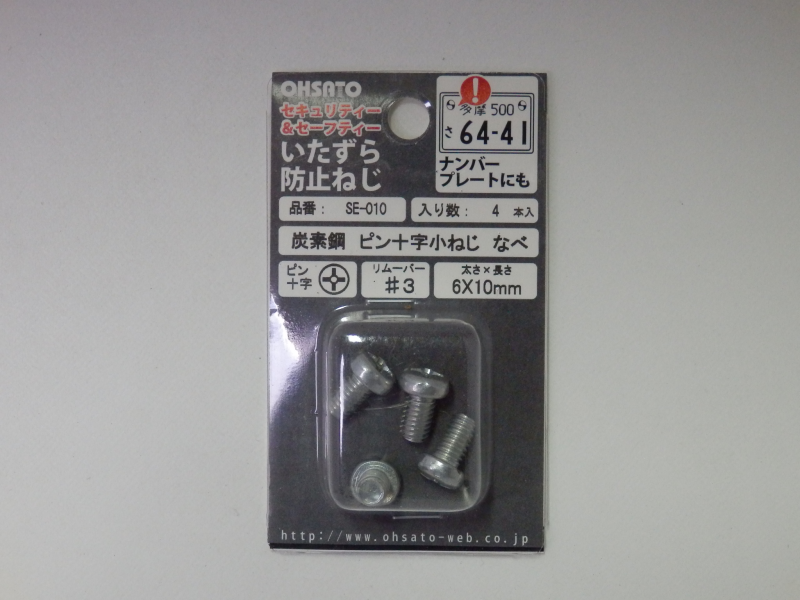 OHSATO
セキュリティー
&セーフティー
いたずら
防止ねじ
!
多摩 500
さ 64-41
ナンバー
プレートにも
品番： SE-010
入り数： 4 本入
炭素鋼 ピン十字小ねじ なべ
ピン
十字
リムーバー
#3
太さ×長さ
6X10mm
http://www.ohsato-web.co.jp